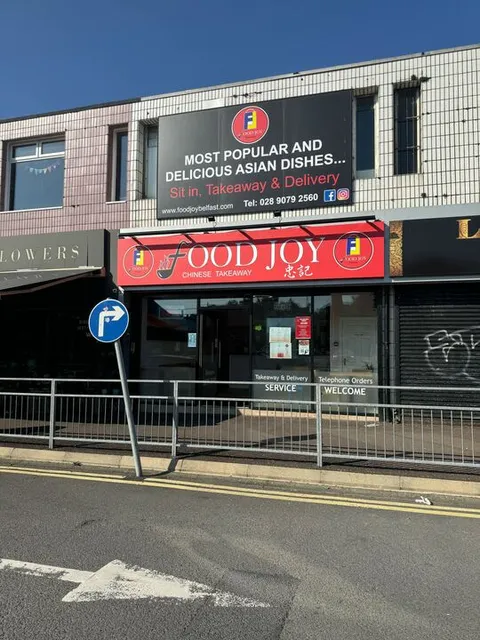 MOST POPULAR AND
DELICIOUS ASIAN DISHES...
Sit in, Takeaway & Delivery
www.foodjoybelfast.com
Tel: 028 9079 2560
LOWERS
FOOD JOY
CHINESE TAKEAWAY
忠記
L
Takeaway & Delivery
SERVICE
Telephone Orders
WELCOME